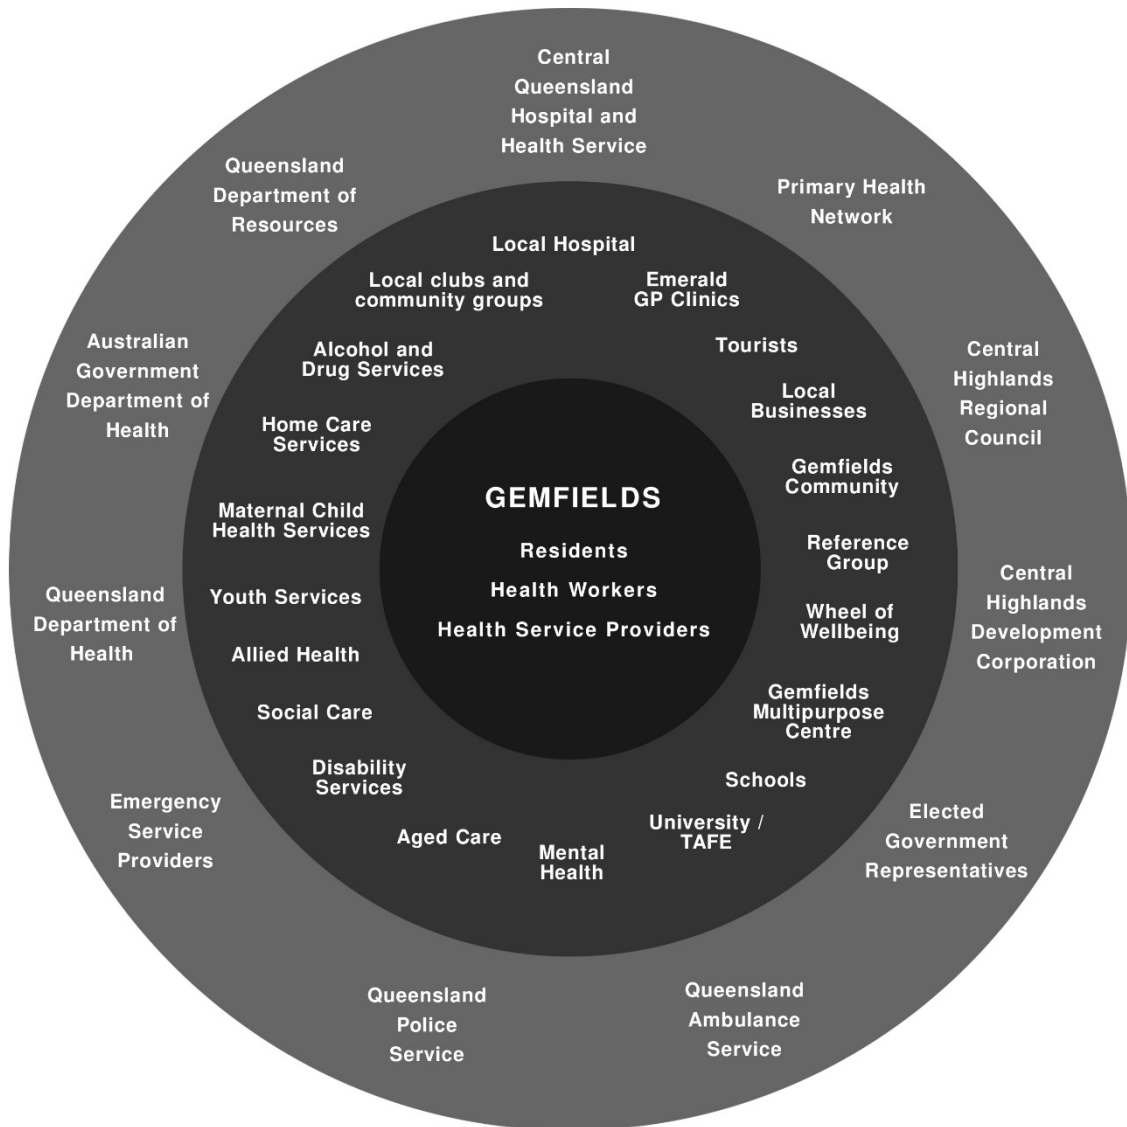 Central
Queensland
Hospital and
Health Service
Primary Health
Network
Central
Highlands
Regional
Council
Central
Highlands
Development
Corporation
Elected
Government
Representatives
Queensland
Ambulance
Service
Queensland
Police
Service
Emergency
Service
Providers
Queensland
Department of
Health
Australian
Government
Department of
Health
Queensland
Department of
Resources
Local Hospital
Emerald
GP Clinics
Tourists
Local
Businesses
Gemfields
Community
Reference
Group
Wheel of
Wellbeing
Gemfields
Multipurpose
Centre
Schools
University /
TAFE
Mental
Health
Aged Care
Disability
Services
Social Care
Allied Health
Youth Services
Maternal Child
Health Services
Home Care
Services
Alcohol and
Drug Services
Local clubs and
community groups
GEMFIELDS
Residents
Health Workers
Health Service Providers